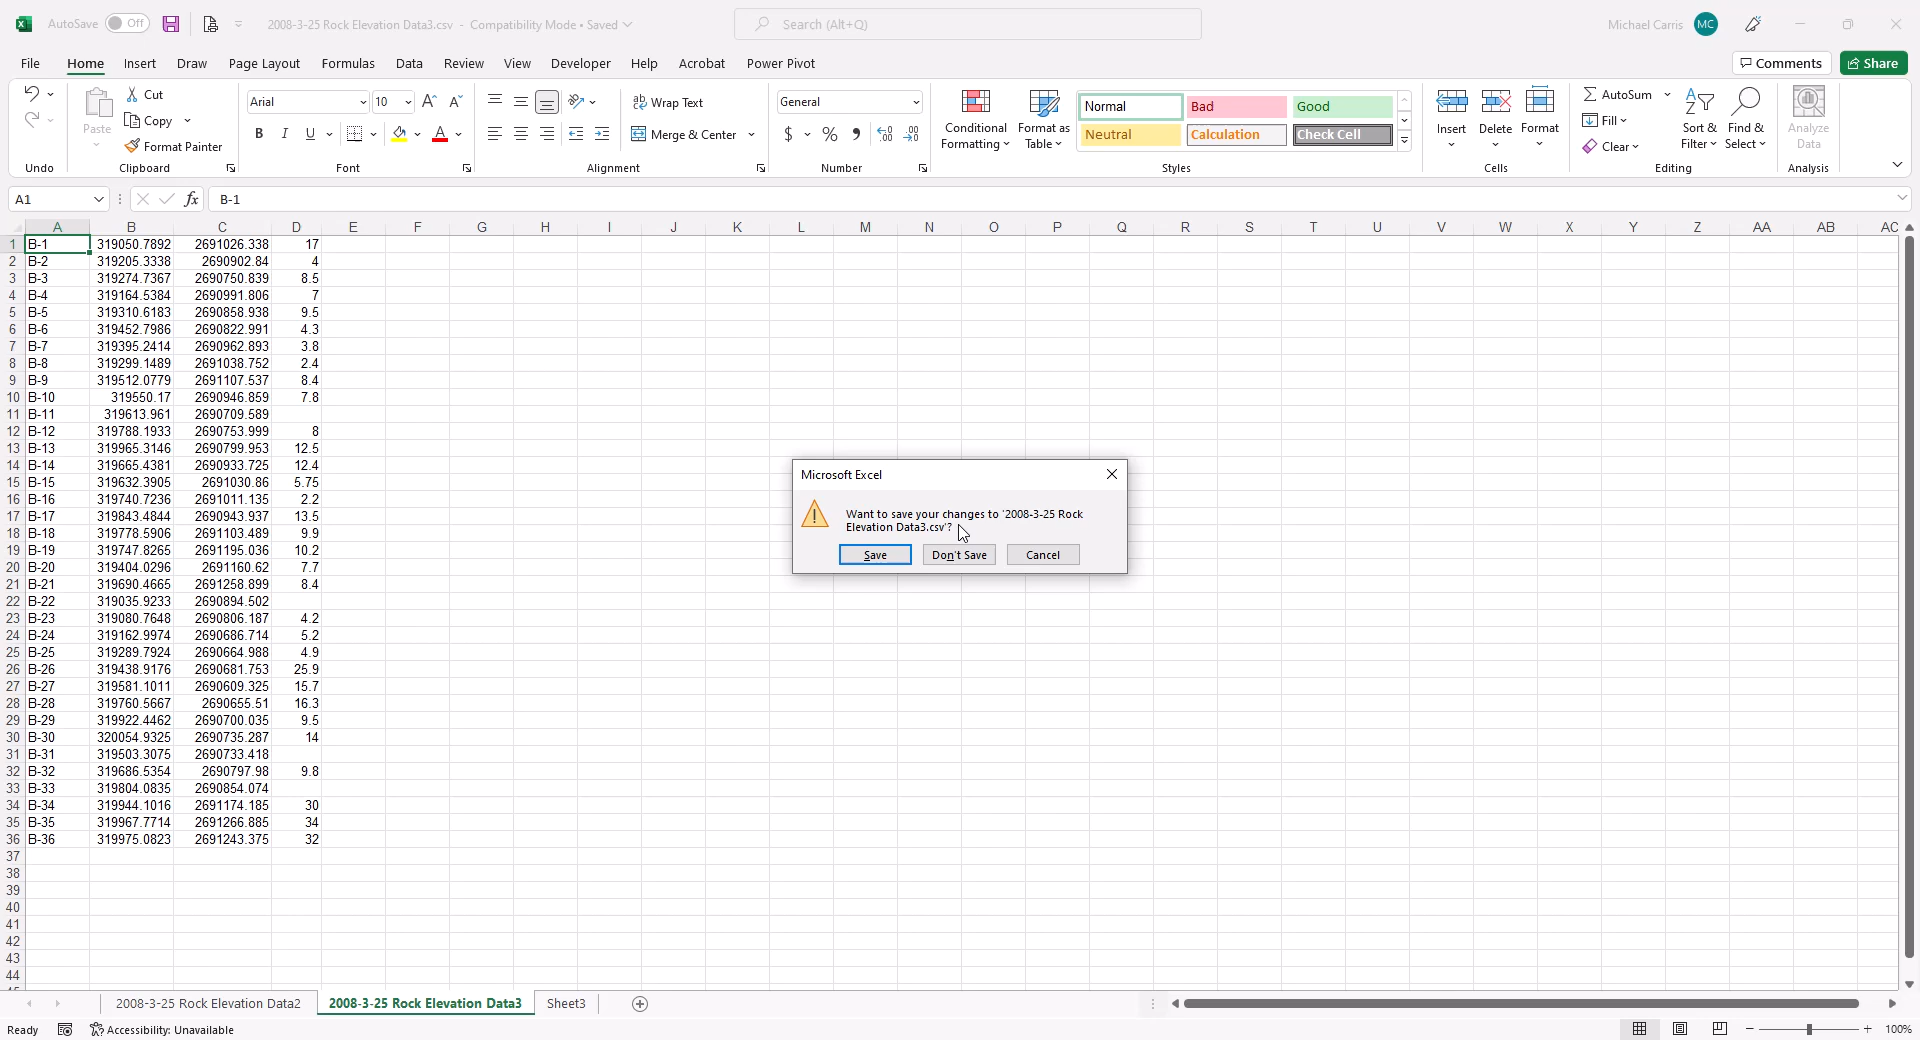 AutoSave Off 2008-3-25 Rock Elevation Data3.csv - Compatibility Mode • Saved Search (Alt+Q) Michael Carris MC
File Home Insert Draw Page Layout Formulas Data Review View Developer Help Acrobat Power Pivot Comments Share
Paste Cut Copy Format Painter
Arial 10 A A B I U A
Wrap Text Merge & Center
General $ % 9
Conditional Formatting Format as Table
Normal Bad Good
Neutral Calculation Check Cell
Insert Delete Format
AutoSum Fill Clear
Sort & Filter Find & Select
Analyze Data
Undo Clipboard Font Alignment Number Styles Cells Editing Analysis
A1 fx B-1
A B C D E F G H I J K L M N O P Q R S T U V W X Y Z AA AB AC
1 B-1 319050.7892 2691026.338 17
2 B-2 319205.3338 2690902.84 4
3 B-3 319274.7367 2690750.839 8.5
4 B-4 319164.5384 2690991.806 7
5 B-5 319310.6183 2690858.938 9.5
6 B-6 319452.7986 2690822.991 4.3
7 B-7 319395.2414 2690962.893 3.8
8 B-8 319299.1489 2691038.752 2.4
9 B-9 319512.0779 2691107.537 8.4
10 B-10 319550.17 2690946.859 7.8
11 B-11 319613.961 2690709.589
12 B-12 319788.1933 2690753.999 8
13 B-13 319965.3146 2690799.953 12.5
14 B-14 319665.4381 2690933.725 12.4
15 B-15 319632.3905 2691030.86 5.75
16 B-16 319740.7236 2691011.135 2.2
17 B-17 319843.4844 2690943.937 13.5
18 B-18 319778.5906 2691103.489 9.9
19 B-19 319747.8265 2691195.036 10.2
20 B-20 319404.0296 2691160.62 7.7
21 B-21 319690.4665 2691258.899 8.4
22 B-22 319035.9233 2690894.502
23 B-23 319080.7648 2690806.187 4.2
24 B-24 319162.9974 2690686.714 5.2
25 B-25 319289.7924 2690664.988 4.9
26 B-26 319438.9176 2690681.753 25.9
27 B-27 319581.1011 2690609.325 15.7
28 B-28 319760.5667 2690655.51 16.3
29 B-29 319922.4462 2690700.035 9.5
30 B-30 320054.9325 2690735.287 14
31 B-31 319503.3075 2690733.418
32 B-32 319686.5354 2690797.98 9.8
33 B-33 319804.0835 2690854.074
34 B-34 319944.1016 2691174.185 30
35 B-35 319967.7714 2691266.885 34
36 B-36 319975.0823 2691243.375 32
37
38
39
40
41
42
43
44
Microsoft Excel
Want to save your changes to '2008-3-25 Rock
Elevation Data3.csv'?
Save Don't Save Cancel
2008-3-25 Rock Elevation Data2 2008-3-25 Rock Elevation Data3 Sheet3
Ready Accessibility: Unavailable 100%